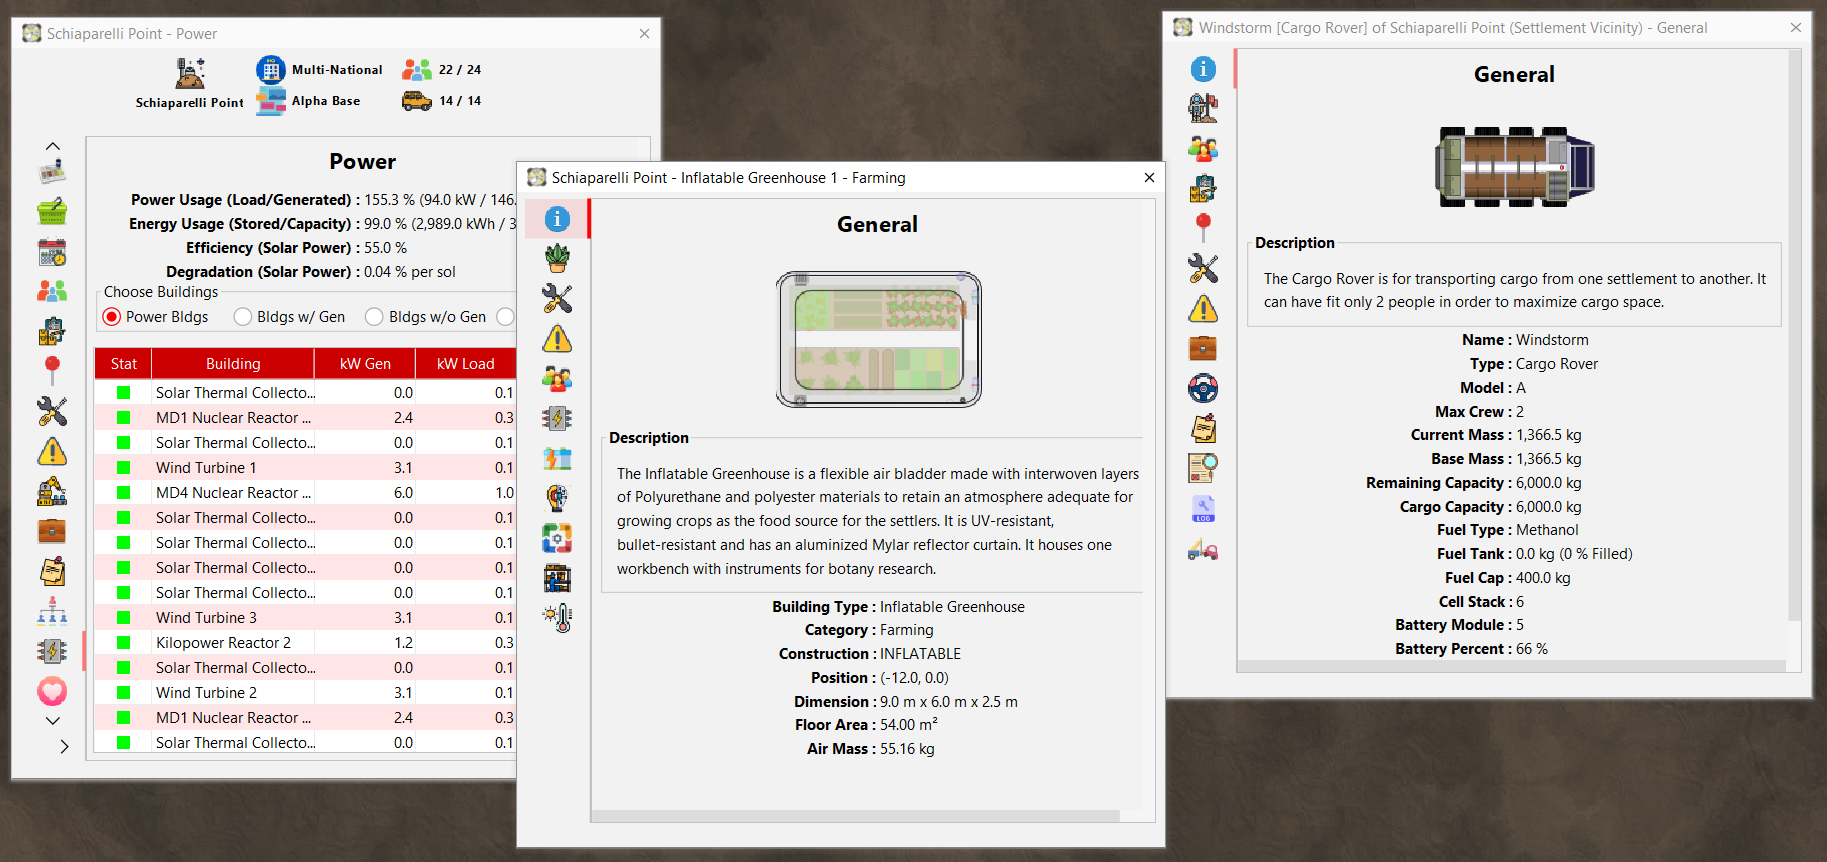 Schiaparelli Point - Power
Schiaparelli Point
Multi-National
22 / 24
Alpha Base
14 / 14
Power
Power Usage (Load/Generated) : 155.3 % (94.0 kW / 146.
Energy Usage (Stored/Capacity) : 99.0 % (2,989.0 kWh / 3
Efficiency (Solar Power) : 55.0 %
Degradation (Solar Power) : 0.04 % per sol
Choose Buildings
Power Bldgs Bldgs w/ Gen Bldgs w/o Gen
Stat Building kW Gen kW Load
Solar Thermal Collecto... 0.0 0.1
MD1 Nuclear Reactor ... 2.4 0.3
Solar Thermal Collecto... 0.0 0.1
Wind Turbine 1 3.1 0.1
MD4 Nuclear Reactor ... 6.0 1.0
Solar Thermal Collecto... 0.0 0.1
Solar Thermal Collecto... 0.0 0.1
Solar Thermal Collecto... 0.0 0.1
Solar Thermal Collecto... 0.0 0.1
Wind Turbine 3 3.1 0.1
Kilopower Reactor 2 1.2 0.3
Solar Thermal Collecto... 0.0 0.1
Wind Turbine 2 3.1 0.1
MD1 Nuclear Reactor ... 2.4 0.3
Solar Thermal Collecto... 0.0 0.1
Schiaparelli Point - Inflatable Greenhouse 1 - Farming
General
Description
The Inflatable Greenhouse is a flexible air bladder made with interwoven layers
of Polyurethane and polyester materials to retain an atmosphere adequate for
growing crops as the food source for the settlers. It is UV-resistant,
bullet-resistant and has an aluminized Mylar reflector curtain. It houses one
workbench with instruments for botany research.
Building Type : Inflatable Greenhouse
Category : Farming
Construction : INFLATABLE
Position : (-12.0, 0.0)
Dimension : 9.0 m x 6.0 m x 2.5 m
Floor Area : 54.00 m²
Air Mass : 55.16 kg
Windstorm [Cargo Rover] of Schiaparelli Point (Settlement Vicinity) - General
General
Description
The Cargo Rover is for transporting cargo from one settlement to another. It
can have fit only 2 people in order to maximize cargo space.
Name : Windstorm
Type : Cargo Rover
Model : A
Max Crew : 2
Current Mass : 1,366.5 kg
Base Mass : 1,366.5 kg
Remaining Capacity : 6,000.0 kg
Cargo Capacity : 6,000.0 kg
Fuel Type : Methanol
Fuel Tank : 0.0 kg (0 % Filled)
Fuel Cap : 400.0 kg
Cell Stack : 6
Battery Module : 5
Battery Percent : 66 %
LOG